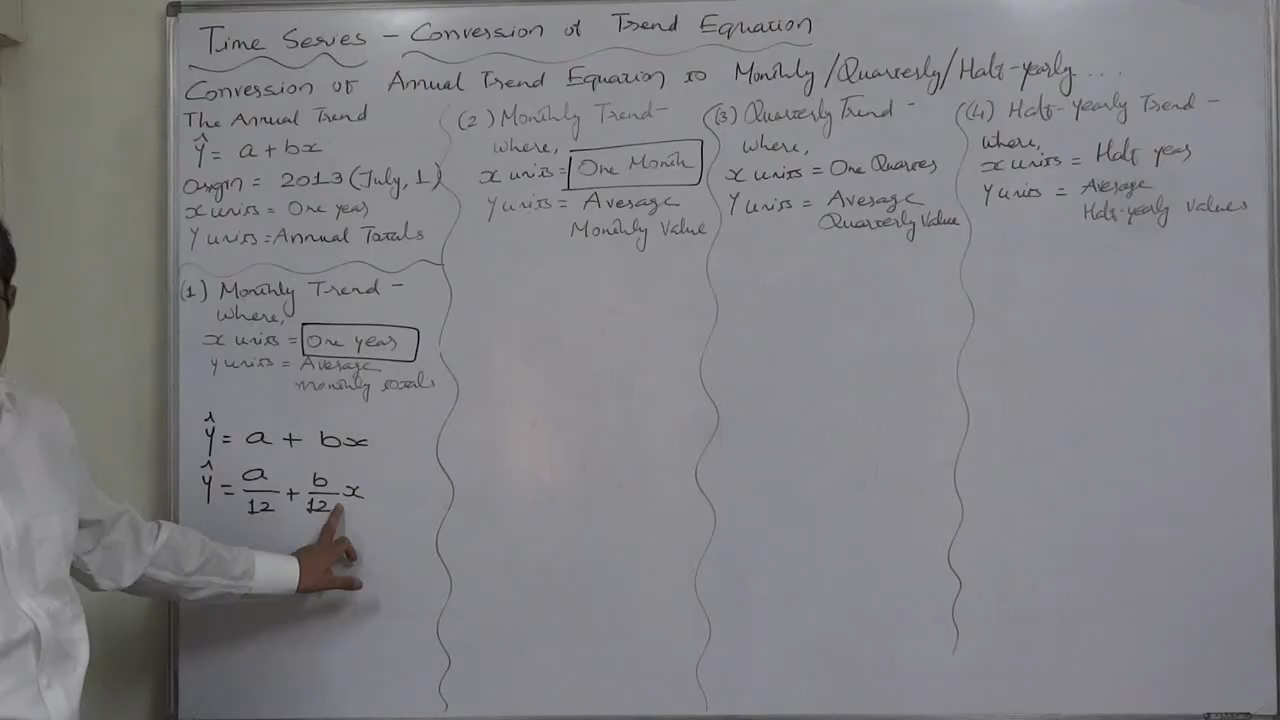 Time Series - Conversion of Trend Equation
Conversion of Annual Trend Equation to Monthly/Quarterly/Half-yearly....
The Annual Trend
Ŷ = a + bx
Origin = 2013 (July, 1)
x units = One year
Y units = Annual Totals
(1) Monthly Trend -
where,
x units = One year
Y units = Average
monthly totals
Ŷ = a + bx
Ŷ = a/12 + b/12 x
(2) Monthly Trend -
where,
x units = One Month
Y units = Average
Monthly Value
(3) Quarterly Trend -
where,
x units = One Quarter
Y units = Average
Quarterly Value
(4) Half-yearly Trend -
where,
x units = Half year
Y units = Average
Half-yearly values